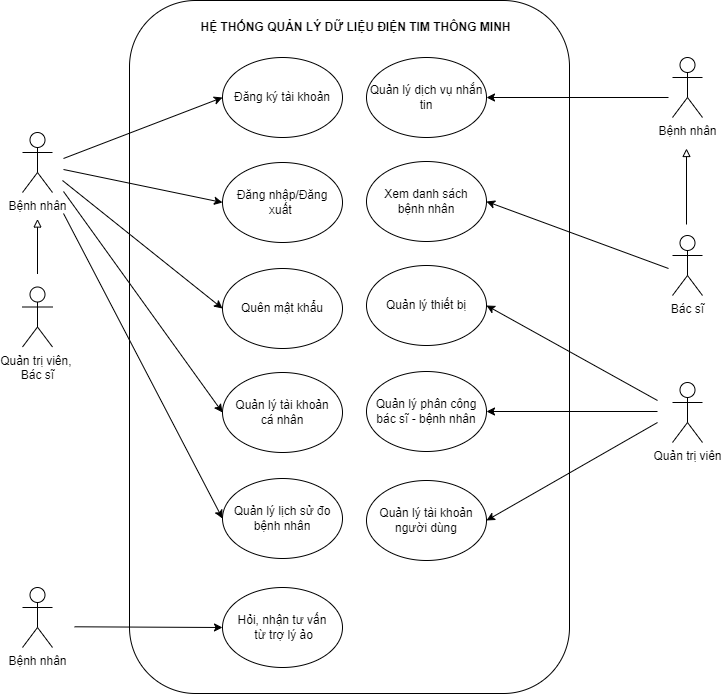 HỆ THỐNG QUẢN LÝ DỮ LIỆU ĐIỆN TIM THÔNG MINH
Đăng ký tài khoản
Quản lý dịch vụ nhắn
tin
Bệnh nhân
Bệnh nhân
Đăng nhập/Đăng
xuất
Xem danh sách
bệnh nhân
Quên mật khẩu
Quản lý thiết bị
Bác sĩ
Quản trị viên,
Bác sĩ
Quản lý tài khoản
cá nhân
Quản lý phân công
bác sĩ - bệnh nhân
Quản trị viên
Quản lý lịch sử đo
bệnh nhân
Quản lý tài khoản
người dùng
Hỏi, nhận tư vấn
từ trợ lý ảo
Bệnh nhân